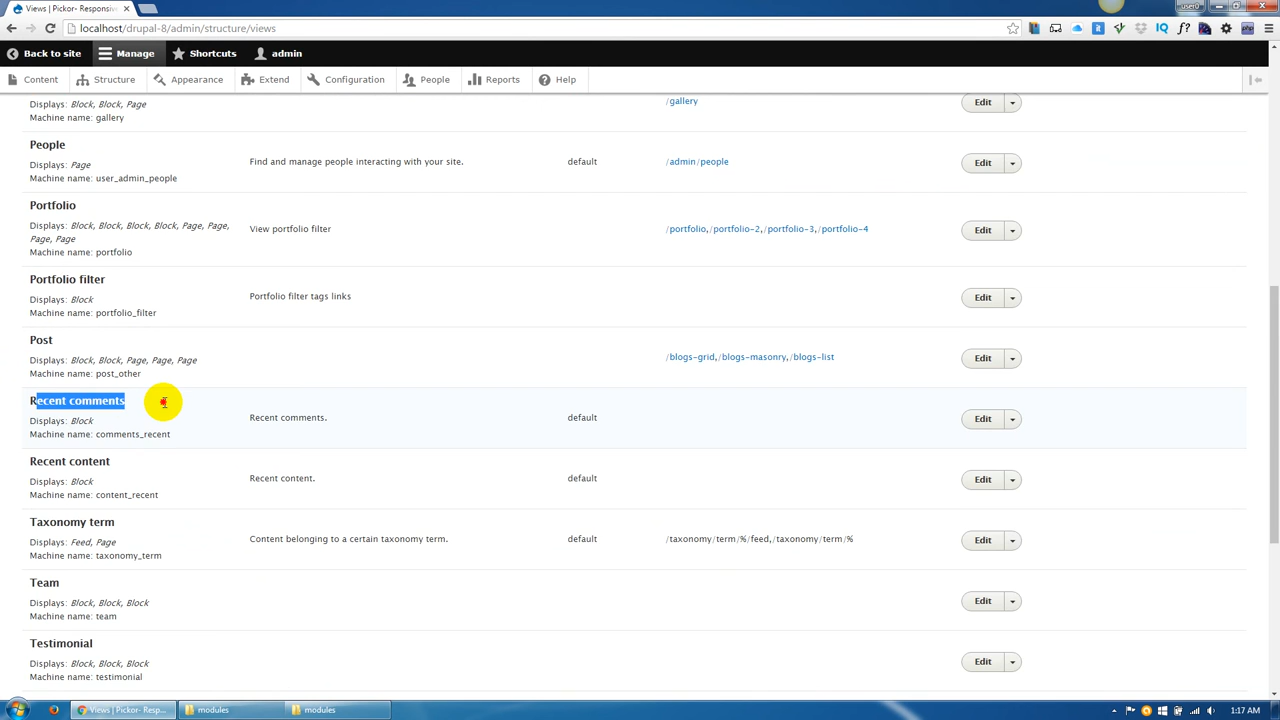 Views | Pickor- Responsiv ×
user0
localhost/drupal-8/admin/structure/views
Back to site Manage Shortcuts admin
Content Structure Appearance Extend Configuration People Reports Help
Displays: Block, Block, Page /gallery Edit
Machine name: gallery
People
Displays: Page Find and manage people interacting with your site. default /admin/people Edit
Machine name: user_admin_people
Portfolio
Displays: Block, Block, Block, Block, Page, Page, View portfolio filter /portfolio,/portfolio-2,/portfolio-3,/portfolio-4 Edit
Page, Page
Machine name: portfolio
Portfolio filter
Displays: Block Portfolio filter tags links Edit
Machine name: portfolio_filter
Post
Displays: Block, Block, Page, Page, Page /blogs-grid,/blogs-masonry,/blogs-list Edit
Machine name: post_other
Recent comments
Displays: Block Recent comments. default Edit
Machine name: comments_recent
Recent content
Displays: Block Recent content. default Edit
Machine name: content_recent
Taxonomy term
Displays: Feed, Page Content belonging to a certain taxonomy term. default /taxonomy/term/%/feed,/taxonomy/term/% Edit
Machine name: taxonomy_term
Team
Displays: Block, Block, Block Edit
Machine name: team
Testimonial
Displays: Block, Block, Block Edit
Machine name: testimonial
Views | Pickor- Resp... modules modules 1:17 AM